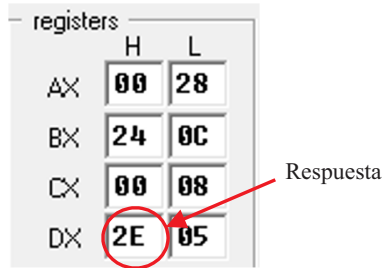 registers
H L
AX 00 28
BX 24 0C
CX 00 08
Respuesta
DX 2E 05